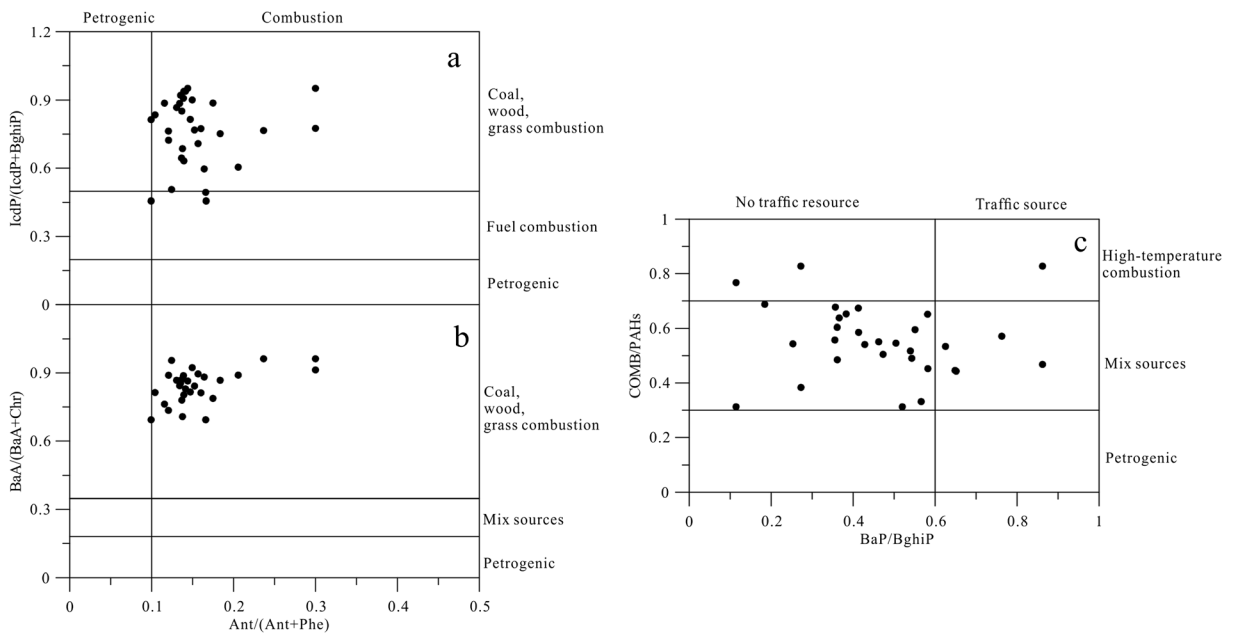 Petrogenic
Combustion
a
1.2
0.9
0.6
0.3
0
IcdP/(IcdP+BghiP)
Coal,
wood,
grass combustion
Fuel combustion
Petrogenic
b
0.9
0.6
0.3
0
BaA/(BaA+Chr)
Coal,
wood,
grass combustion
Mix sources
Petrogenic
0
0.1
0.2
0.3
0.4
0.5
Ant/(Ant+Phe)
No traffic resource
Traffic source
c
1
0.8
0.6
0.4
0.2
0
COMB/PAHs
High-temperature
combustion
Mix sources
Petrogenic
0
0.2
0.4
0.6
0.8
1
BaP/BghiP